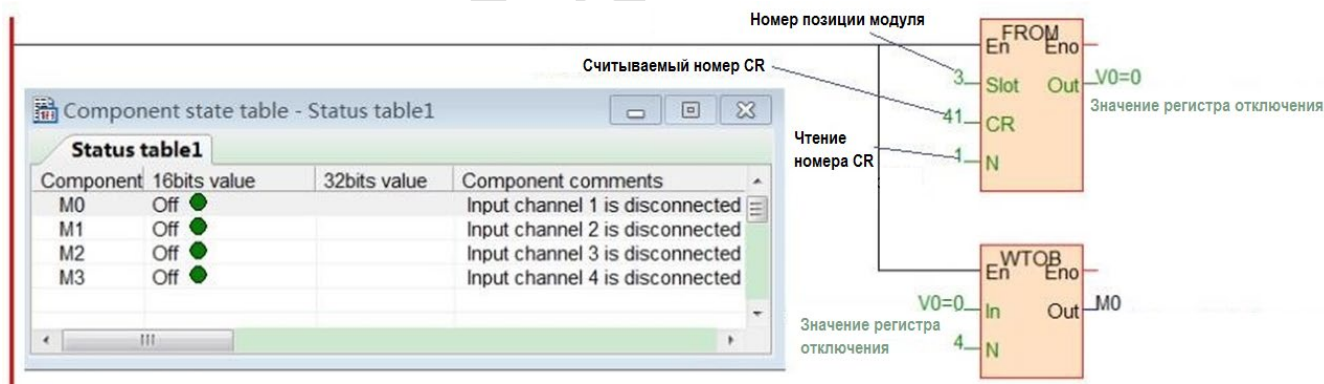 Номер позиции модуля
FROM
En Eno
Считываемый номер CR
3 Slot Out V0=0
Значение регистра отключения
41 CR
Чтение
номера CR
1 N
Component state table - Status table1
Status table1
Component 16bits value 32bits value Component comments
M0 Off Input channel 1 is disconnected
M1 Off Input channel 2 is disconnected
M2 Off Input channel 3 is disconnected
M3 Off Input channel 4 is disconnected
WTOB
En Eno
V0=0 In Out M0
Значение регистра
отключения
4 N